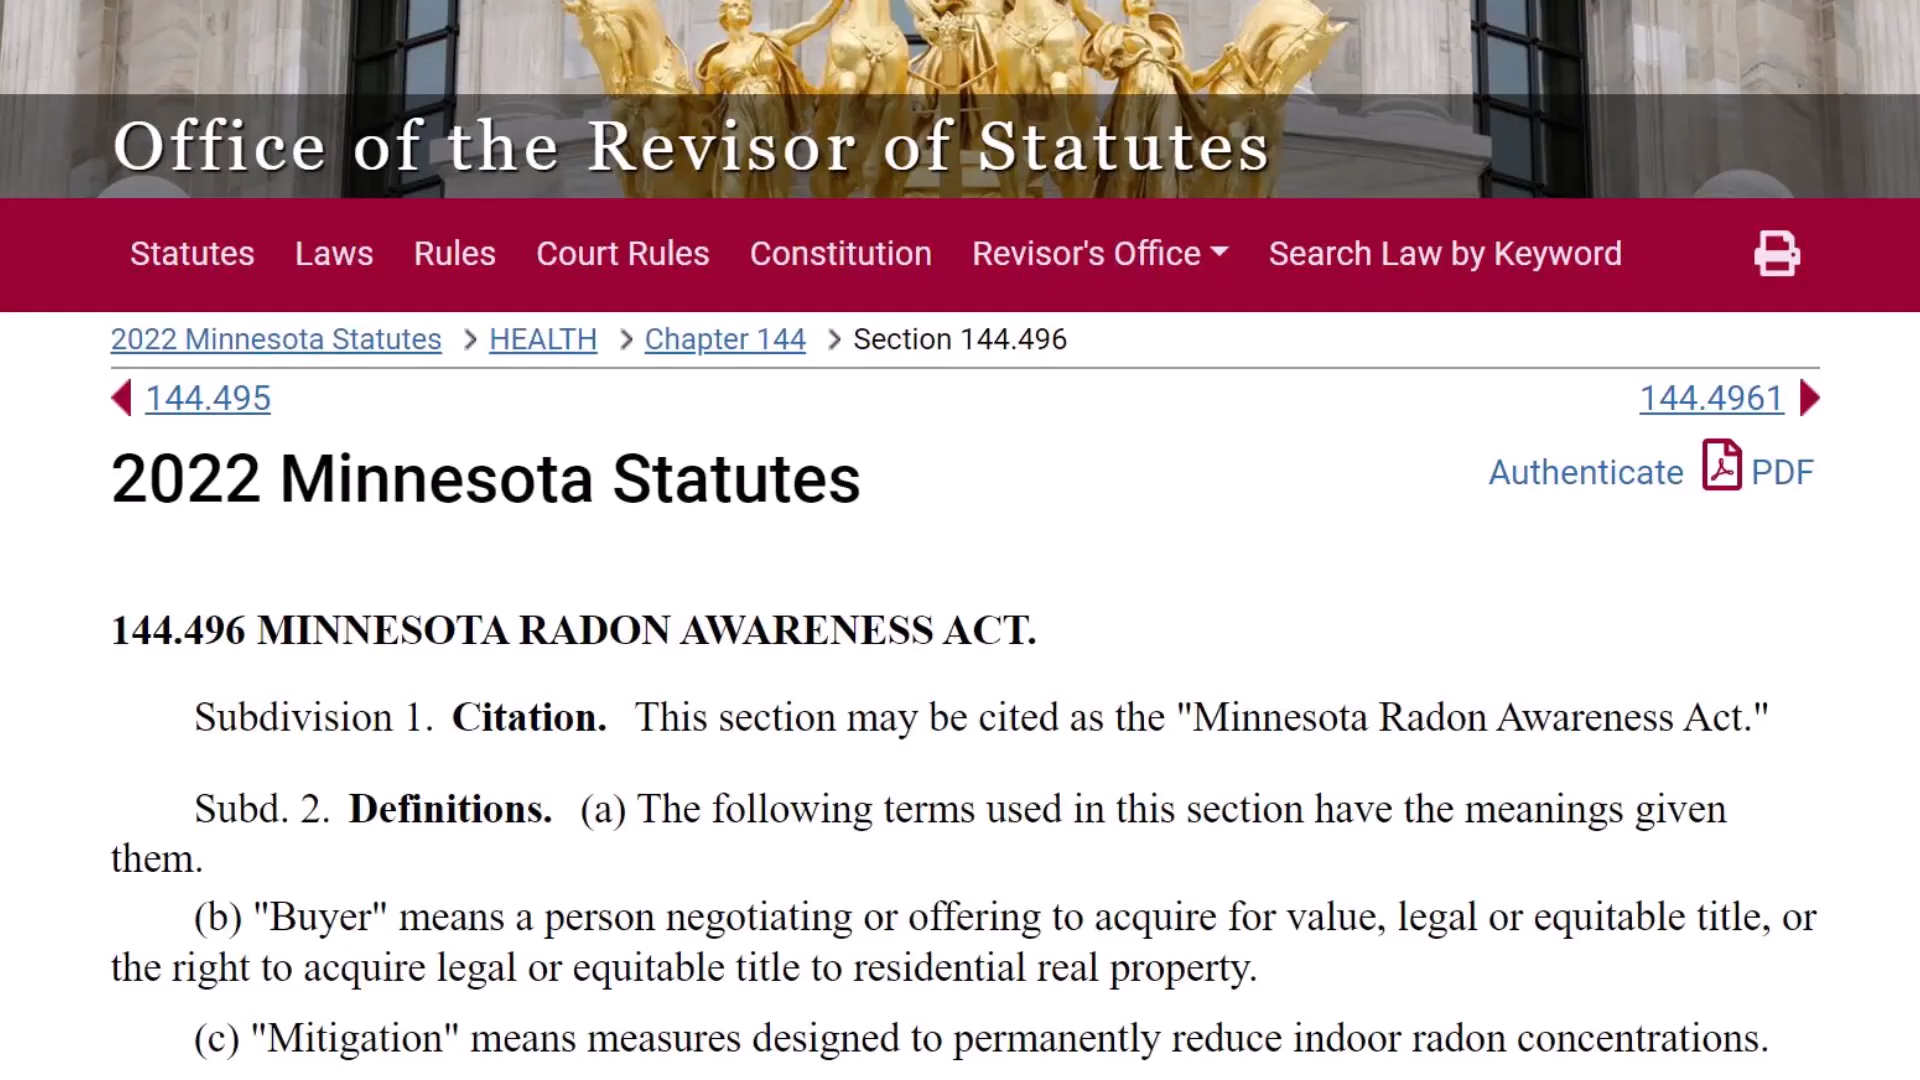 Office of the Revisor of Statutes
Statutes Laws Rules Court Rules Constitution Revisor's Office Search Law by Keyword
2022 Minnesota Statutes > HEALTH > Chapter 144 > Section 144.496
144.495 144.4961
2022 Minnesota Statutes Authenticate PDF
144.496 MINNESOTA RADON AWARENESS ACT.
Subdivision 1. Citation. This section may be cited as the "Minnesota Radon Awareness Act."
Subd. 2. Definitions. (a) The following terms used in this section have the meanings given
them.
(b) "Buyer" means a person negotiating or offering to acquire for value, legal or equitable title, or
the right to acquire legal or equitable title to residential real property.
(c) "Mitigation" means measures designed to permanently reduce indoor radon concentrations.